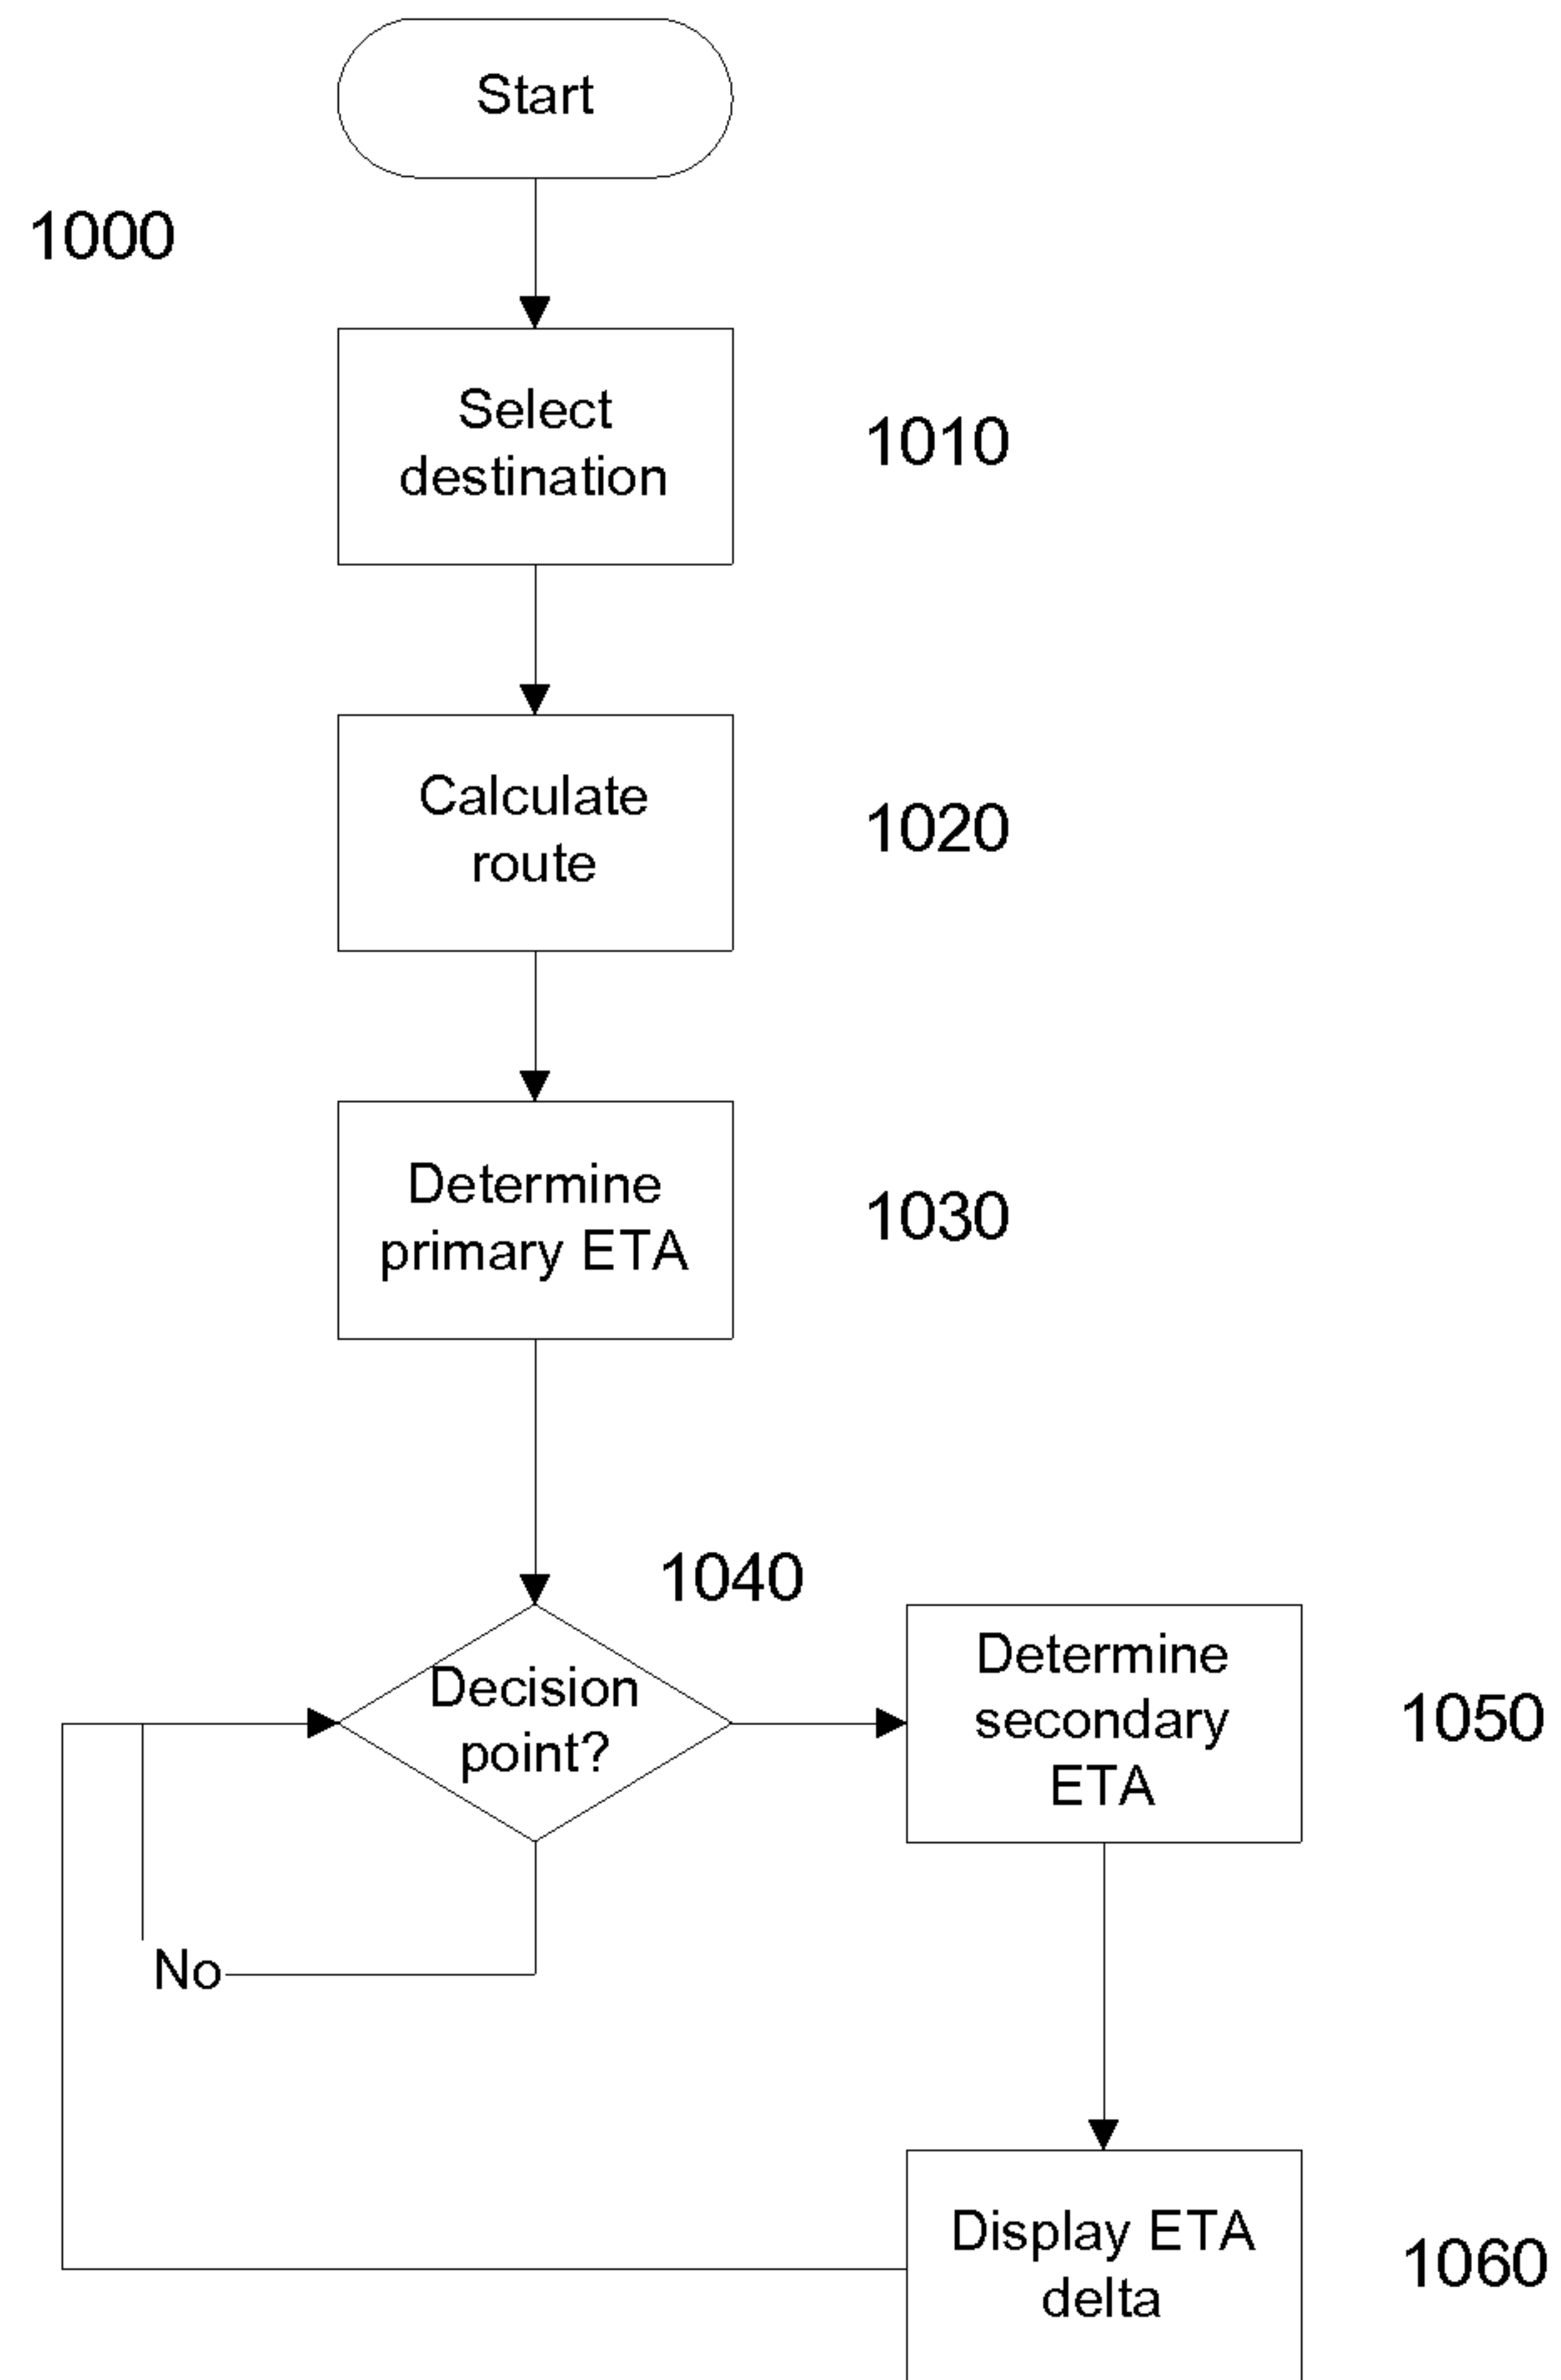 Start
1000
Select
destination
1010
Calculate
route
1020
Determine
primary ETA
1030
1040
Decision
point?
Determine
secondary
ETA
1050
No
Display ETA
delta
1060